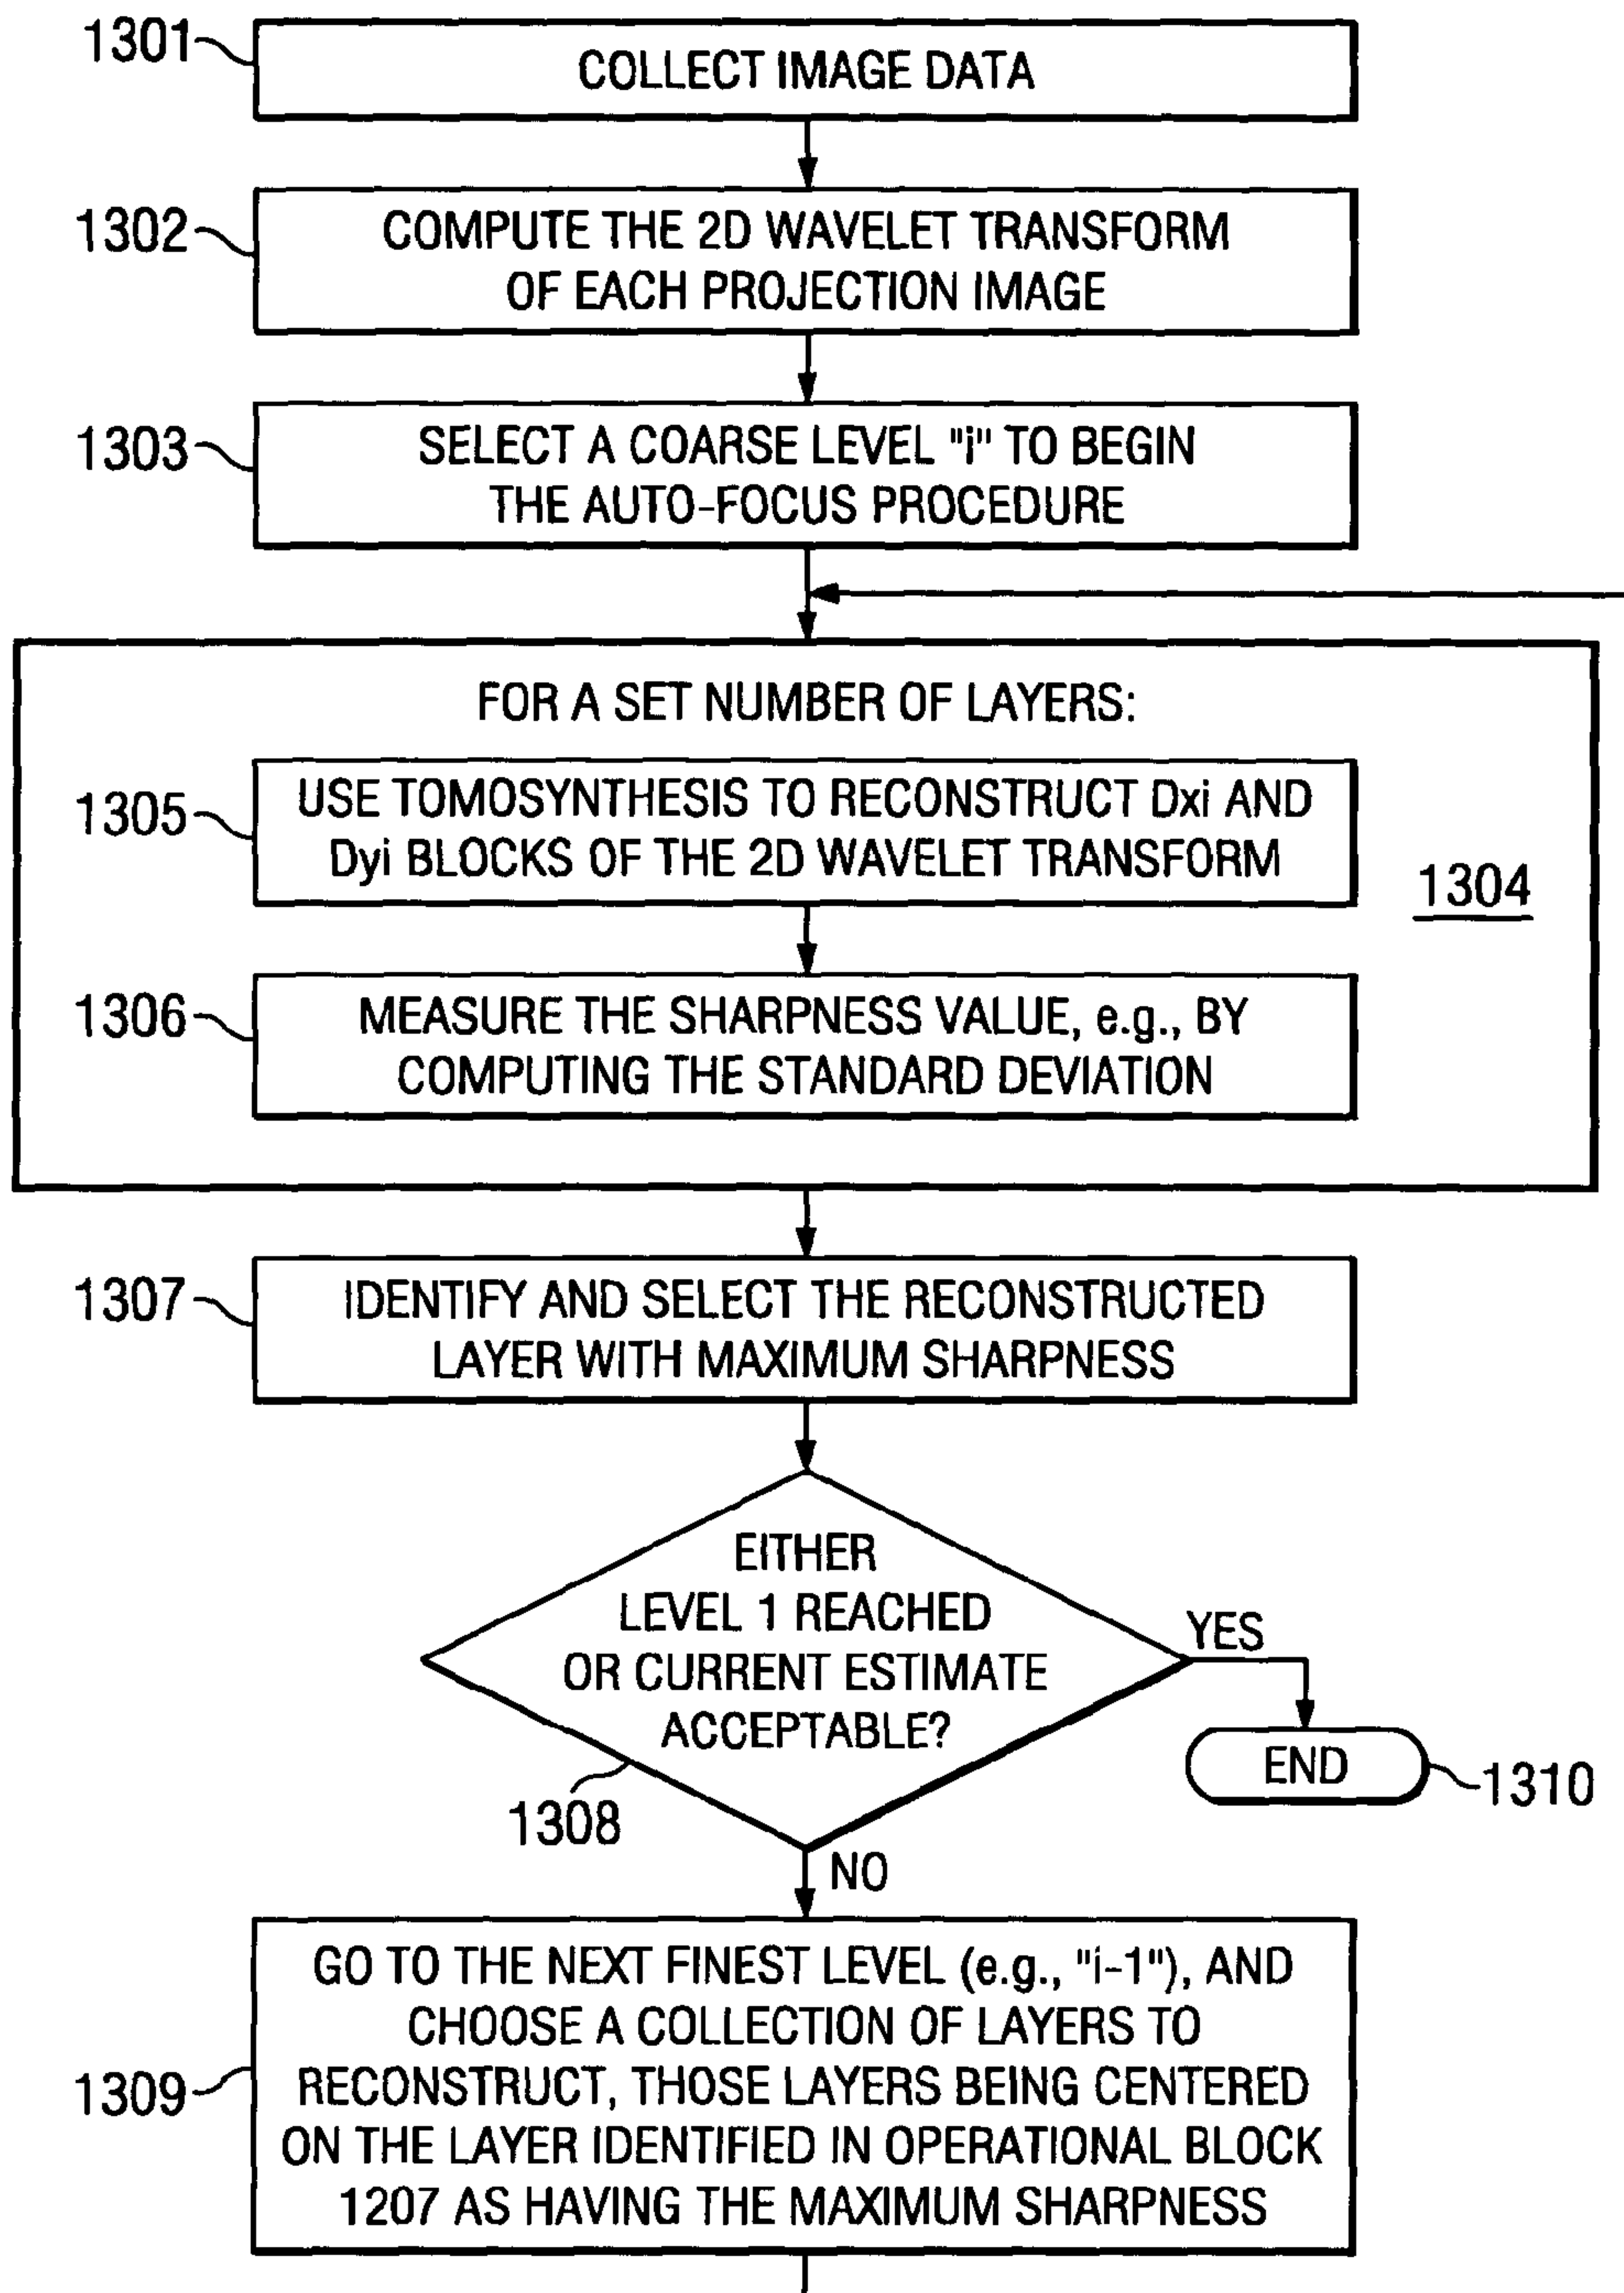 1301
COLLECT IMAGE DATA
1302
COMPUTE THE 2D WAVELET TRANSFORM
OF EACH PROJECTION IMAGE
1303
SELECT A COARSE LEVEL "i" TO BEGIN
THE AUTO-FOCUS PROCEDURE
FOR A SET NUMBER OF LAYERS:
1305
USE TOMOSYNTHESIS TO RECONSTRUCT Dxi AND
Dyi BLOCKS OF THE 2D WAVELET TRANSFORM
1304
1306
MEASURE THE SHARPNESS VALUE, e.g., BY
COMPUTING THE STANDARD DEVIATION
1307
IDENTIFY AND SELECT THE RECONSTRUCTED
LAYER WITH MAXIMUM SHARPNESS
EITHER
LEVEL 1 REACHED
OR CURRENT ESTIMATE
ACCEPTABLE?
YES
END
1310
1308
NO
1309
GO TO THE NEXT FINEST LEVEL (e.g., "i-1"), AND
CHOOSE A COLLECTION OF LAYERS TO
RECONSTRUCT, THOSE LAYERS BEING CENTERED
ON THE LAYER IDENTIFIED IN OPERATIONAL BLOCK
1207 AS HAVING THE MAXIMUM SHARPNESS